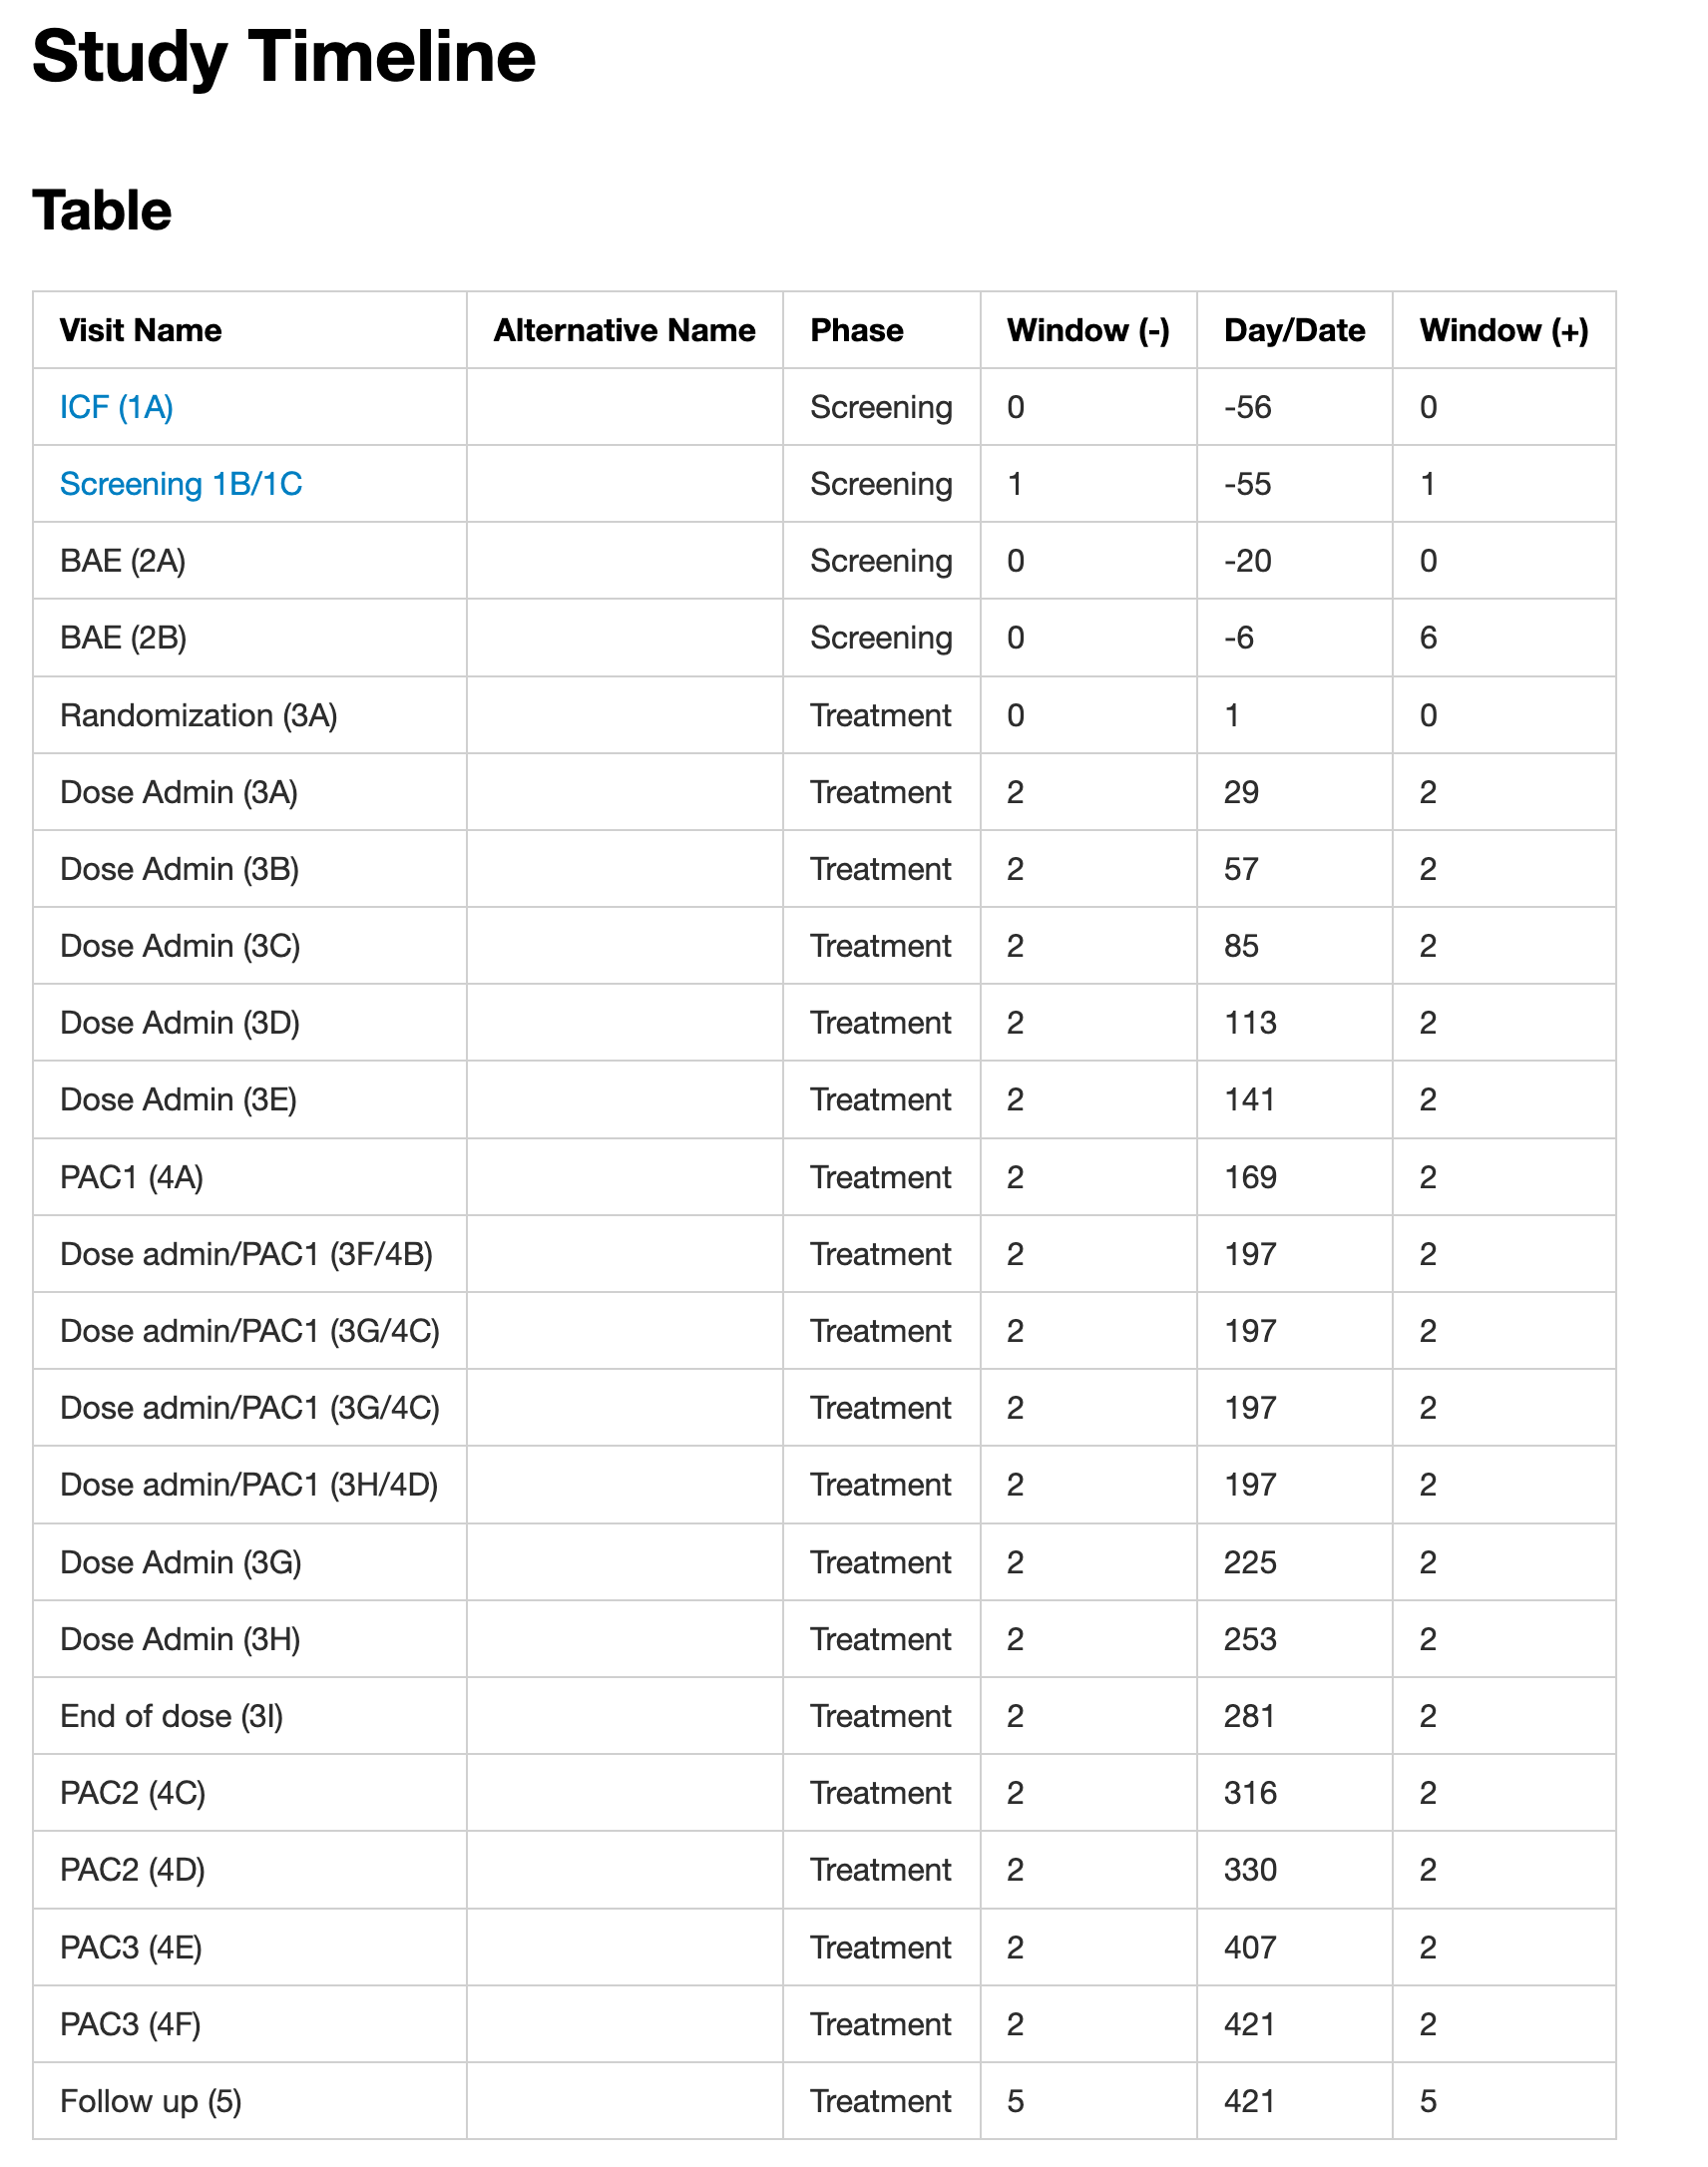 Study Timeline
Table
Visit Name Alternative Name Phase Window (-) Day/Date Window (+)
ICF (1A) Screening 0 -56 0
Screening 1B/1C Screening 1 -55 1
BAE (2A) Screening 0 -20 0
BAE (2B) Screening 0 -6 6
Randomization (3A) Treatment 0 1 0
Dose Admin (3A) Treatment 2 29 2
Dose Admin (3B) Treatment 2 57 2
Dose Admin (3C) Treatment 2 85 2
Dose Admin (3D) Treatment 2 113 2
Dose Admin (3E) Treatment 2 141 2
PAC1 (4A) Treatment 2 169 2
Dose admin/PAC1 (3F/4B) Treatment 2 197 2
Dose admin/PAC1 (3G/4C) Treatment 2 197 2
Dose admin/PAC1 (3G/4C) Treatment 2 197 2
Dose admin/PAC1 (3H/4D) Treatment 2 197 2
Dose Admin (3G) Treatment 2 225 2
Dose Admin (3H) Treatment 2 253 2
End of dose (3I) Treatment 2 281 2
PAC2 (4C) Treatment 2 316 2
PAC2 (4D) Treatment 2 330 2
PAC3 (4E) Treatment 2 407 2
PAC3 (4F) Treatment 2 421 2
Follow up (5) Treatment 5 421 5